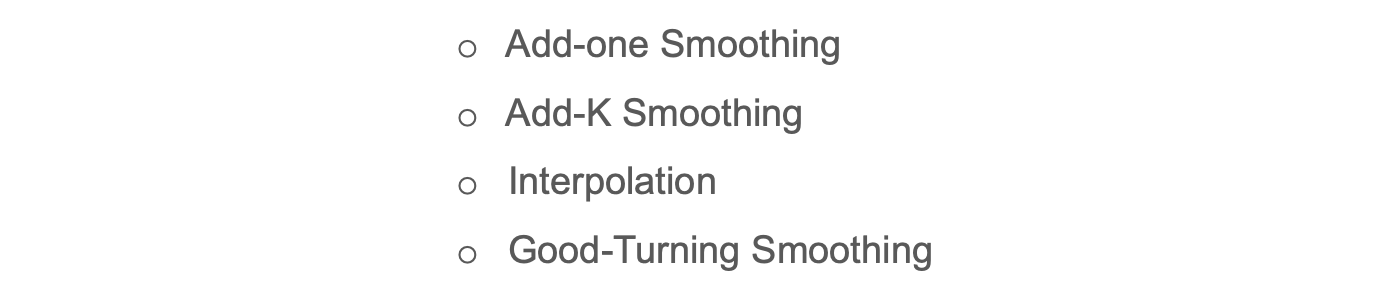 ○ Add-one Smoothing
○ Add-K Smoothing
○ Interpolation
○ Good-Turning Smoothing